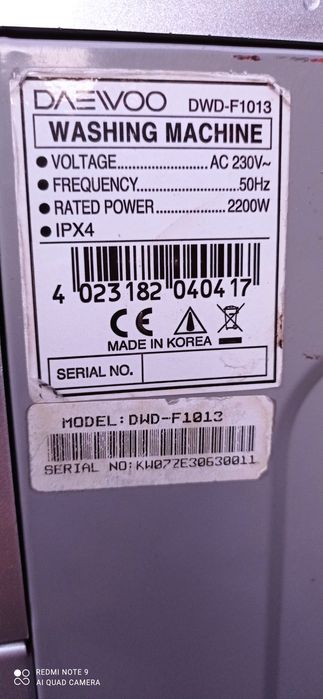 DAEWOO DWD-F1013
WASHING MACHINE
● VOLTAGE........................AC 230V~
● FREQUENCY......................50Hz
● RATED POWER.................2200W
● IPX4
4 023182 040417
CE
MADE IN KOREA
SERIAL NO.
MODEL:DWD-F1013
SERIAL NO:KW07ZE30630011
REDMI NOTE 9
AI QUAD CAMERA